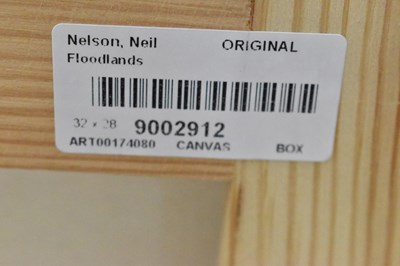 Nelson, Neil ORIGINAL
Floodlands
32 x 28 9002912
ART00174080 CANVAS BOX